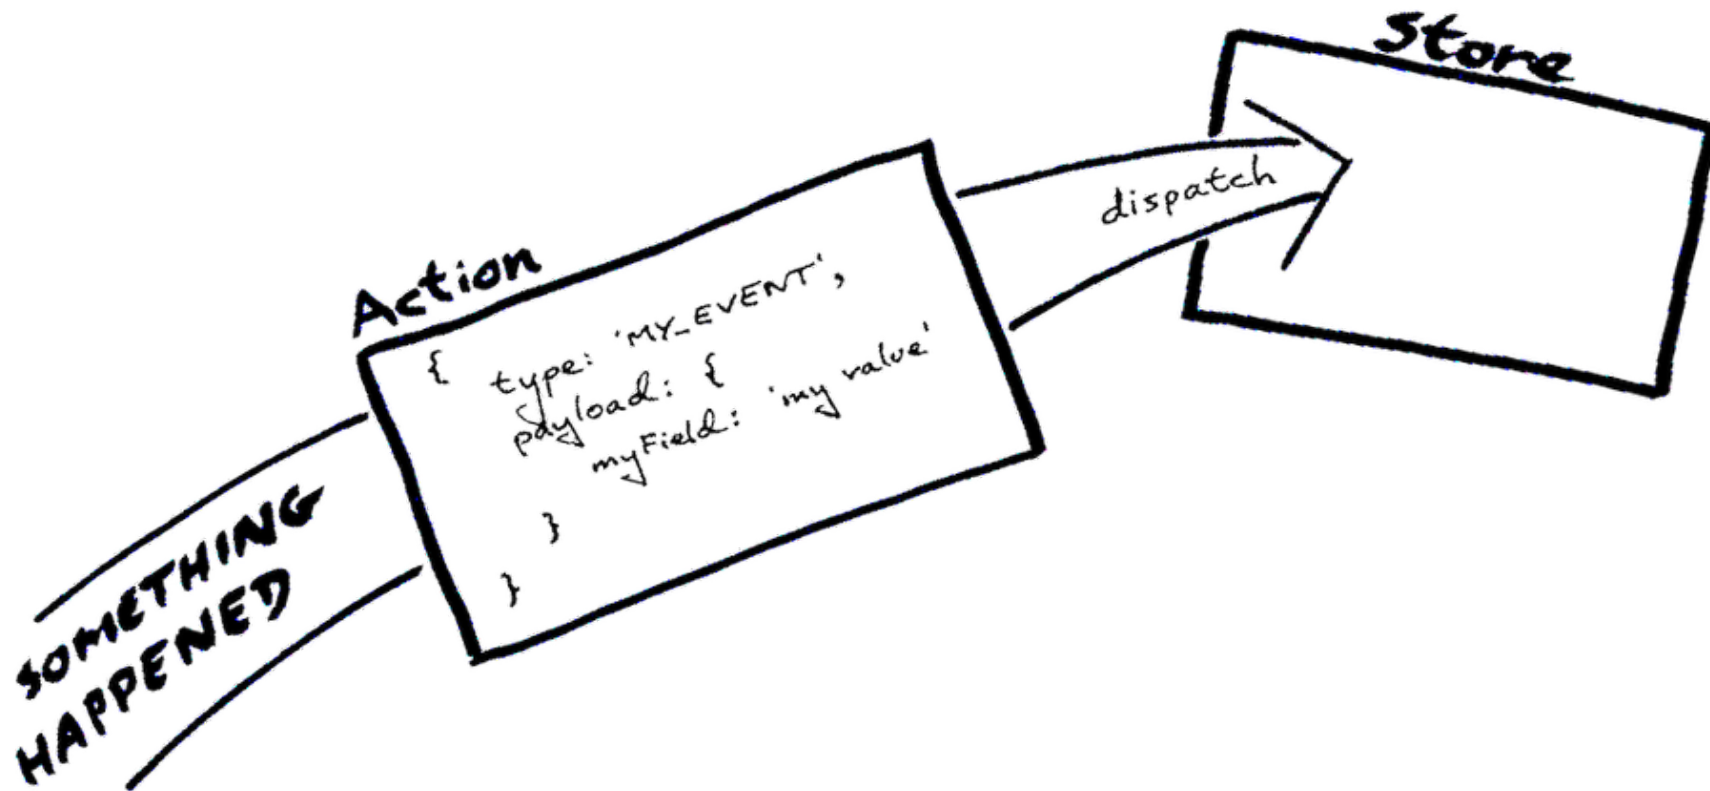 Store
dispatch
Action
{
type: 'MY_EVENT',
payload: {
myField: 'my value'
}
}
SOMETHING
HAPPENED